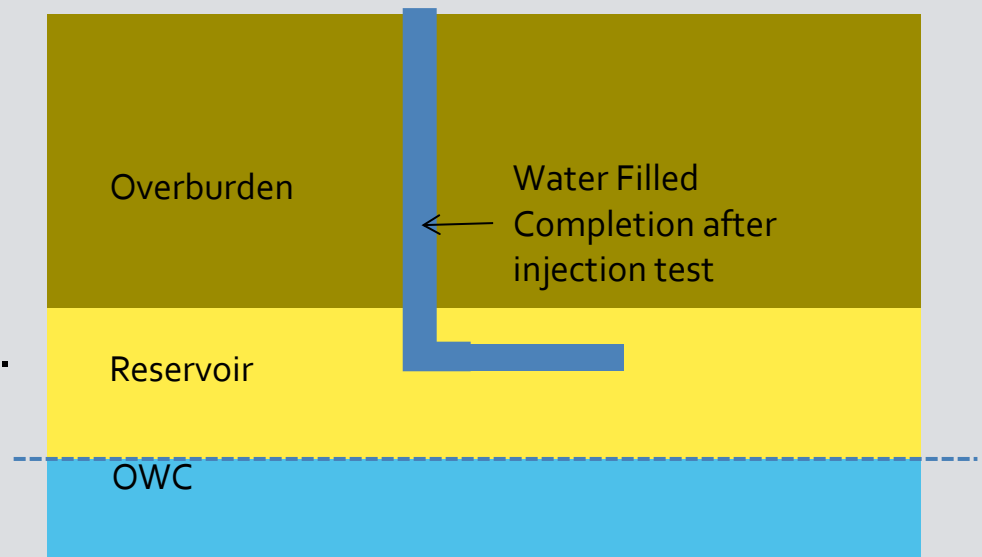 Overburden
Water Filled
Completion after
injection test
Reservoir
OWC